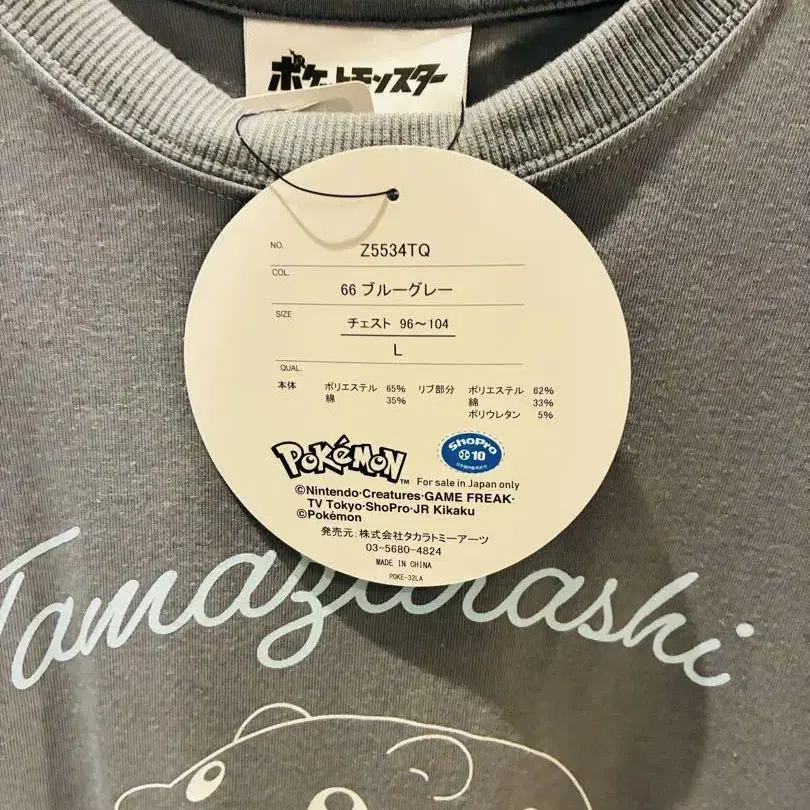 ポケットモンスター
NO. Z5534TQ
COL. 66 ブルーグレー
SIZE チェスト 96～104
L
QUAL.
本体 ポリエステル 65% リブ部分 ポリエステル 62%
綿 35% 綿 33%
ポリウレタン 5%
POKéMON™ ShoPro 10
For sale in Japan only
©Nintendo·Creatures·GAME FREAK·
TV Tokyo·ShoPro·JR Kikaku
©Pokémon
発売元：株式会社タカラトミーアーツ
03-5680-4824
MADE IN CHINA
POKE-32LA
Tamazarashi